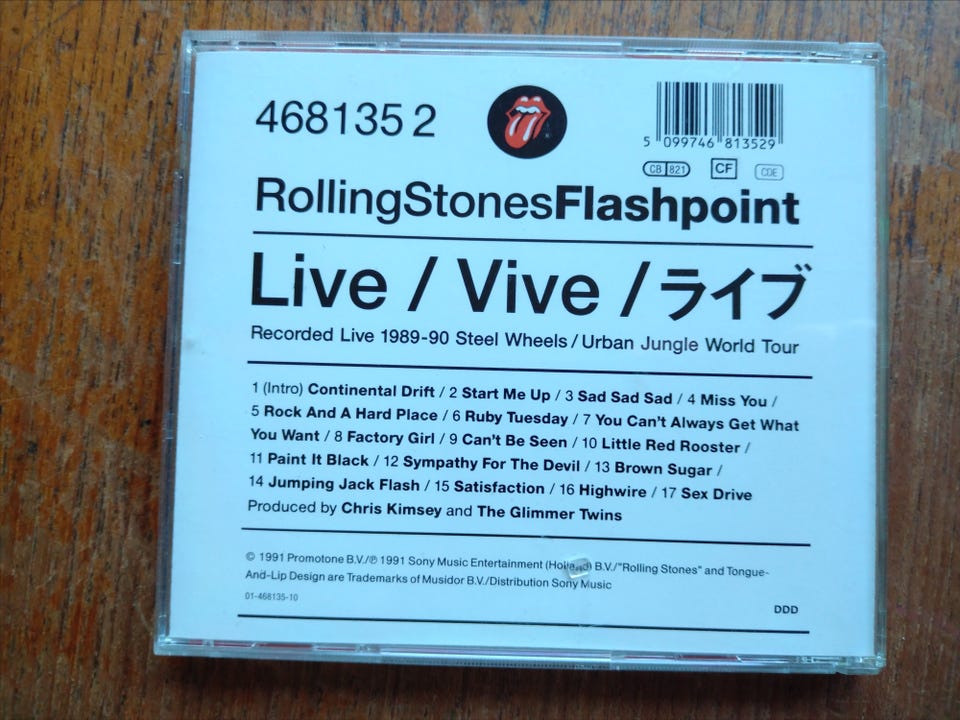 468135 2
5 099746 813529
CB 821 CF CDE
RollingStonesFlashpoint
Live / Vive / ライブ
Recorded Live 1989-90 Steel Wheels / Urban Jungle World Tour
1 (Intro) Continental Drift / 2 Start Me Up / 3 Sad Sad Sad / 4 Miss You /
5 Rock And A Hard Place / 6 Ruby Tuesday / 7 You Can't Always Get What
You Want / 8 Factory Girl / 9 Can't Be Seen / 10 Little Red Rooster /
11 Paint It Black / 12 Sympathy For The Devil / 13 Brown Sugar /
14 Jumping Jack Flash / 15 Satisfaction / 16 Highwire / 17 Sex Drive
Produced by Chris Kimsey and The Glimmer Twins
© 1991 Promotone B.V./℗ 1991 Sony Music Entertainment (Holland) B.V./"Rolling Stones" and Tongue-
And-Lip Design are Trademarks of Musidor B.V./Distribution Sony Music
01-468135-10
DDD